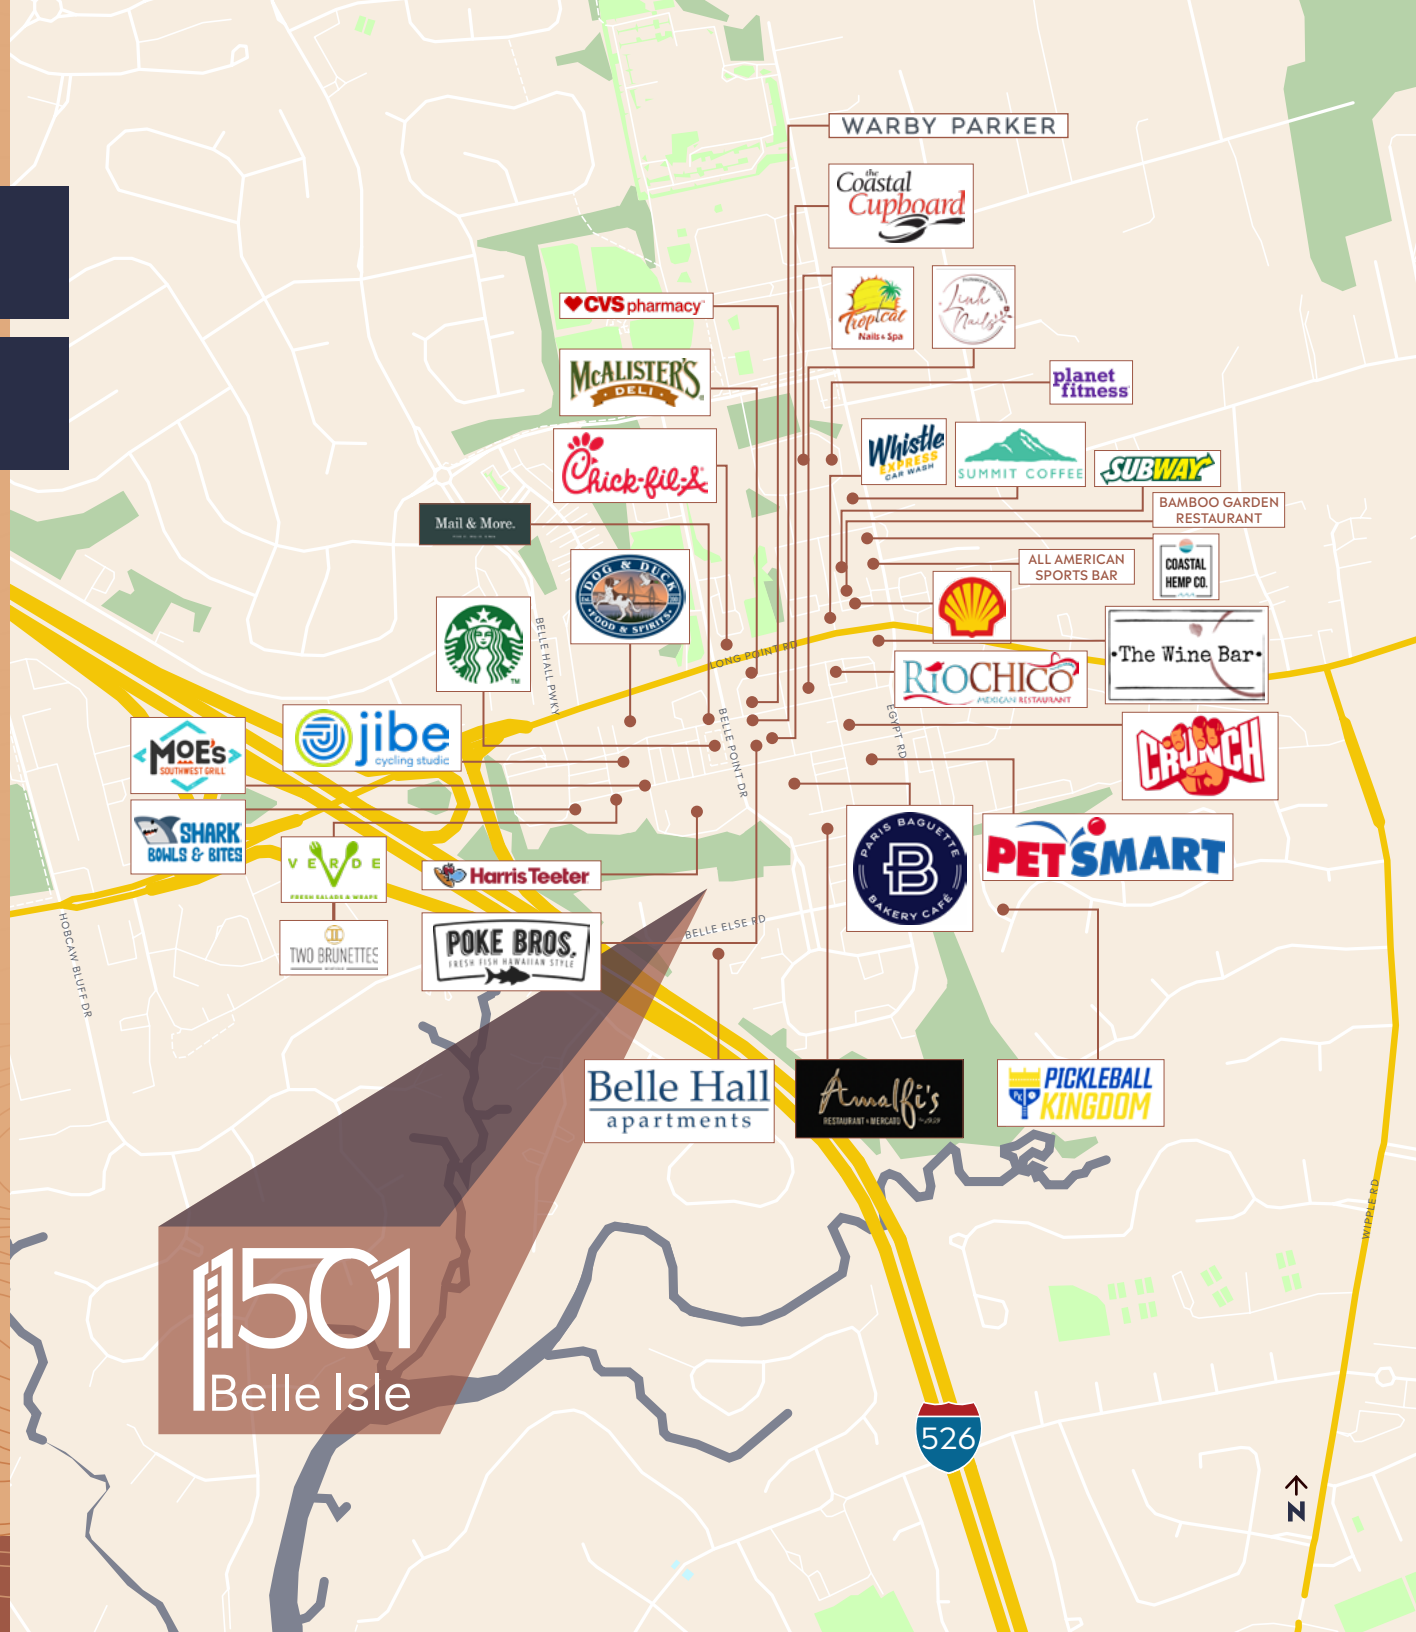 WARBY PARKER
the
Coastal
Cupboard
Tropical
Nails & Spa
Linh
Nails
CVS pharmacy
McALISTER'S
DELI
planet
fitness
Whistle
EXPRESS
CAR WASH
SUMMIT COFFEE
SUBWAY
Chick-fil-A
BAMBOO GARDEN
RESTAURANT
Mail & More.
ALL AMERICAN
SPORTS BAR
COASTAL
HEMP CO.
DOG & DUCK
FOOD & SPIRITS
BELLE HALL PWKY
LONG POINT RD
The Wine Bar
RíoCHICo
MEXICAN RESTAURANT
TM
jibe
cycling studio
MOE's
SOUTHWEST GRILL
BELLE POINT DR
EGYPT RD
CRUNCH
SHARK
BOWLS & BITES
VERDE
FRESH SALADS & WRAPS
Harris Teeter
PARIS BAGUETTE
B
BAKERY CAFÉ
PETSMART
HOBCAW BLUFF DR
TWO BRUNETTES
POKE BROS.
FRESH FISH HAWAIIAN STYLE
BELLE ELSE RD
Belle Hall
apartments
Amalfi's
RESTAURANT & MERCATO
PICKLEBALL
KINGDOM
WIPPLE RD
1501
Belle Isle
526
N